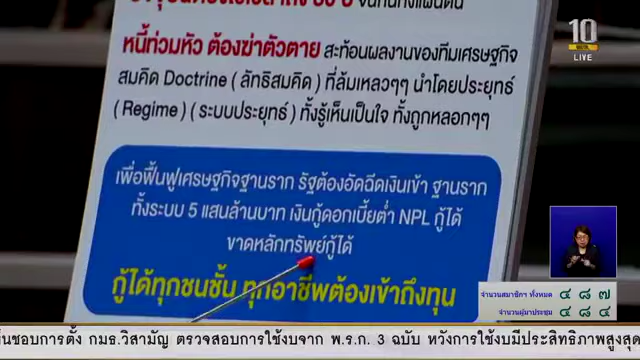 หนี้ท่วมหัว ต้องฆ่าตัวตาย สะท้อนผลงานของทีมเศรษฐกิจ
สมคิด Doctrine ( ลัทธิสมคิด ) ที่ล้มเหลวๆๆ นำโดยประยุทธ์
( Regime ) ( ระบบประยุทธ์ ) ทั้งรู้เห็นเป็นใจ ทั้งถูกหลอกๆๆ
เพื่อฟื้นฟูเศรษฐกิจฐานราก รัฐต้องอัดฉีดเงินเข้า ฐานราก
ทั้งระบบ 5 แสนล้านบาท เงินกู้ดอกเบี้ยต่ำ NPL กู้ได้
ขาดหลักทรัพย์กู้ได้
กู้ได้ทุกชนชั้น ทุกอาชีพต้องเข้าถึงทุน
10
LIVE
จำนวนสมาชิกฯ ทั้งหมด ๔ ๘ ๗
จำนวนผู้มาประชุม ๔ ๘ ๔
ห็นชอบการตั้ง กมธ.วิสามัญ ตรวจสอบการใช้งบจาก พ.ร.ก. 3 ฉบับ หวังการใช้งบมีประสิทธิภาพสูงสุด